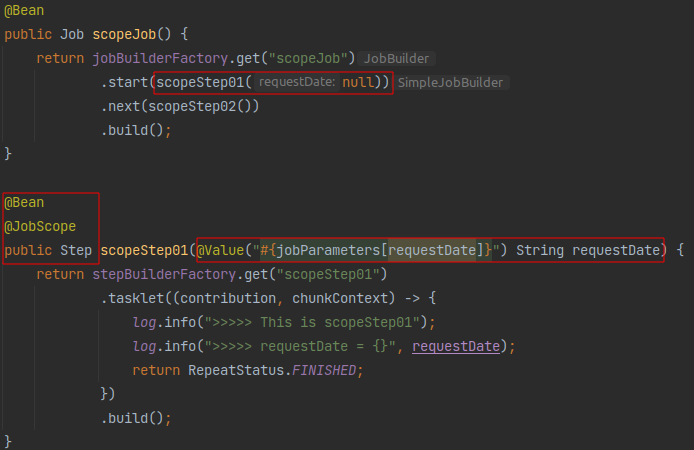 @Bean
public Job scopeJob() {
    return jobBuilderFactory.get("scopeJob") JobBuilder
            .start(scopeStep01( requestDate: null)) SimpleJobBuilder
            .next(scopeStep02())
            .build();
}
@Bean
@JobScope
public Step scopeStep01(@Value("#{jobParameters[requestDate]}") String requestDate) {
    return stepBuilderFactory.get("scopeStep01")
            .tasklet((contribution, chunkContext) -> {
                log.info(">>>>> This is scopeStep01");
                log.info(">>>>> requestDate = {}", requestDate);
                return RepeatStatus.FINISHED;
            })
            .build();
}